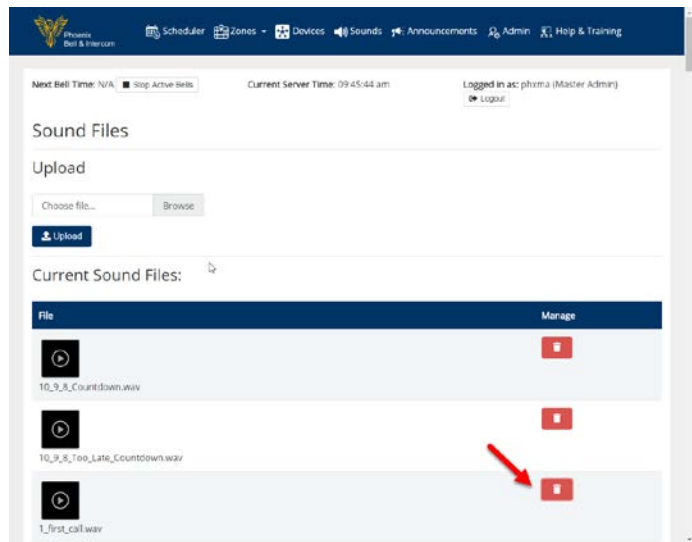 Phoenix
Bell & Intercom
Scheduler Zones Devices Sounds Announcements Admin Help & Training
Next Bell Time: N/A Stop Active Bells Current Server Time: 09:45:44 am Logged in as: phxma (Master Admin)
Logout
Sound Files
Upload
Choose file... Browse
Upload
Current Sound Files:
File Manage
10_9_8_Countdown.wav
10_9_8_Too_Late_Countdown.wav
1_first_call.wav